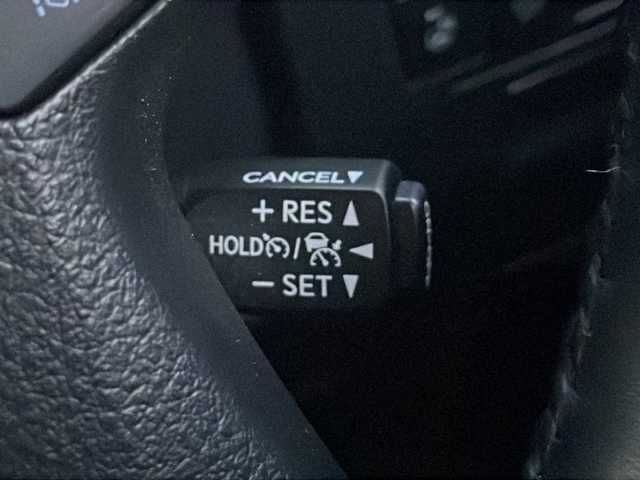 CANCEL▼
+ RES ▲
HOLD / ◀
− SET ▼